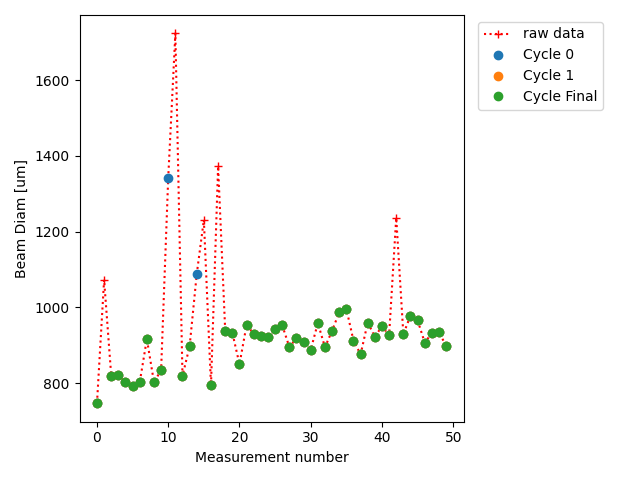 raw data
Cycle 0
Cycle 1
Cycle Final
1600
1400
1200
1000
800
Beam Diam [um]
0 10 20 30 40 50
Measurement number